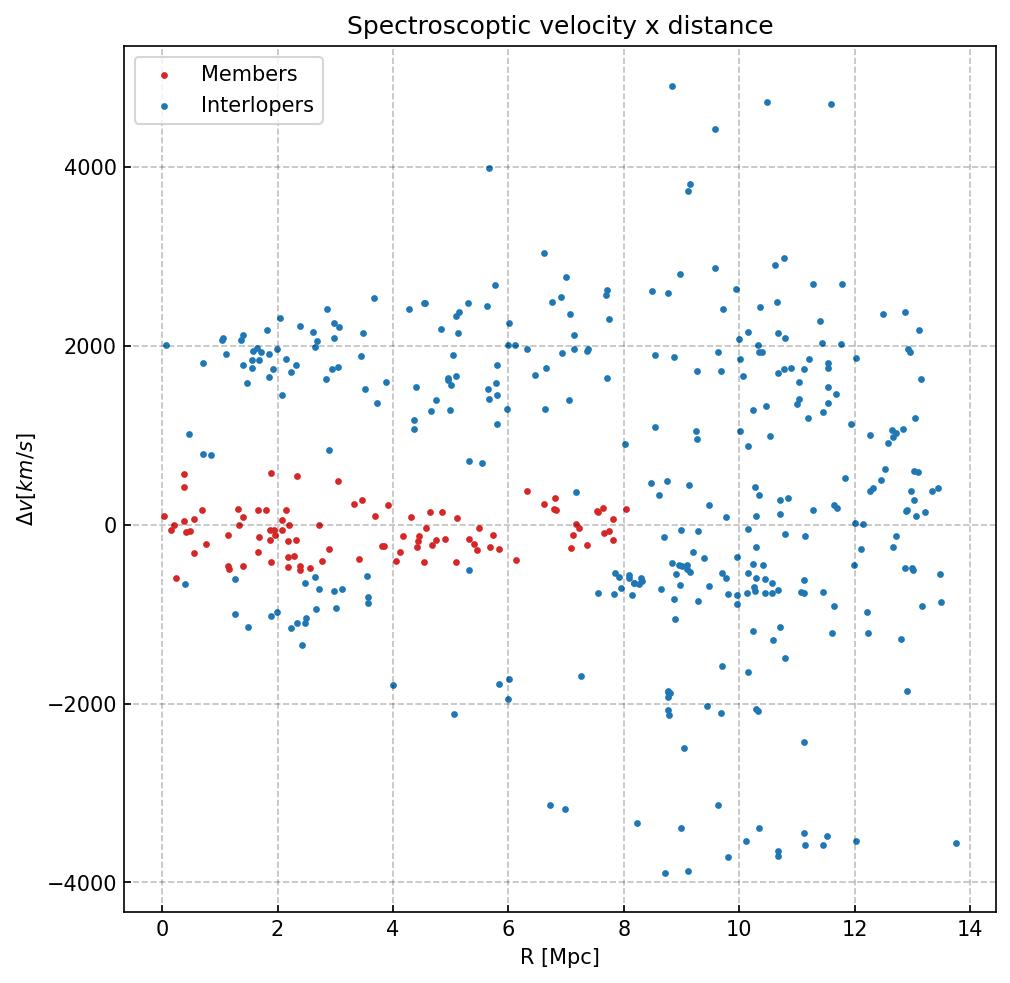 Spectroscoptic velocity x distance
Members
Interlopers
4000
2000
0
−2000
−4000
Δv[km/s]
0 2 4 6 8 10 12 14
R [Mpc]